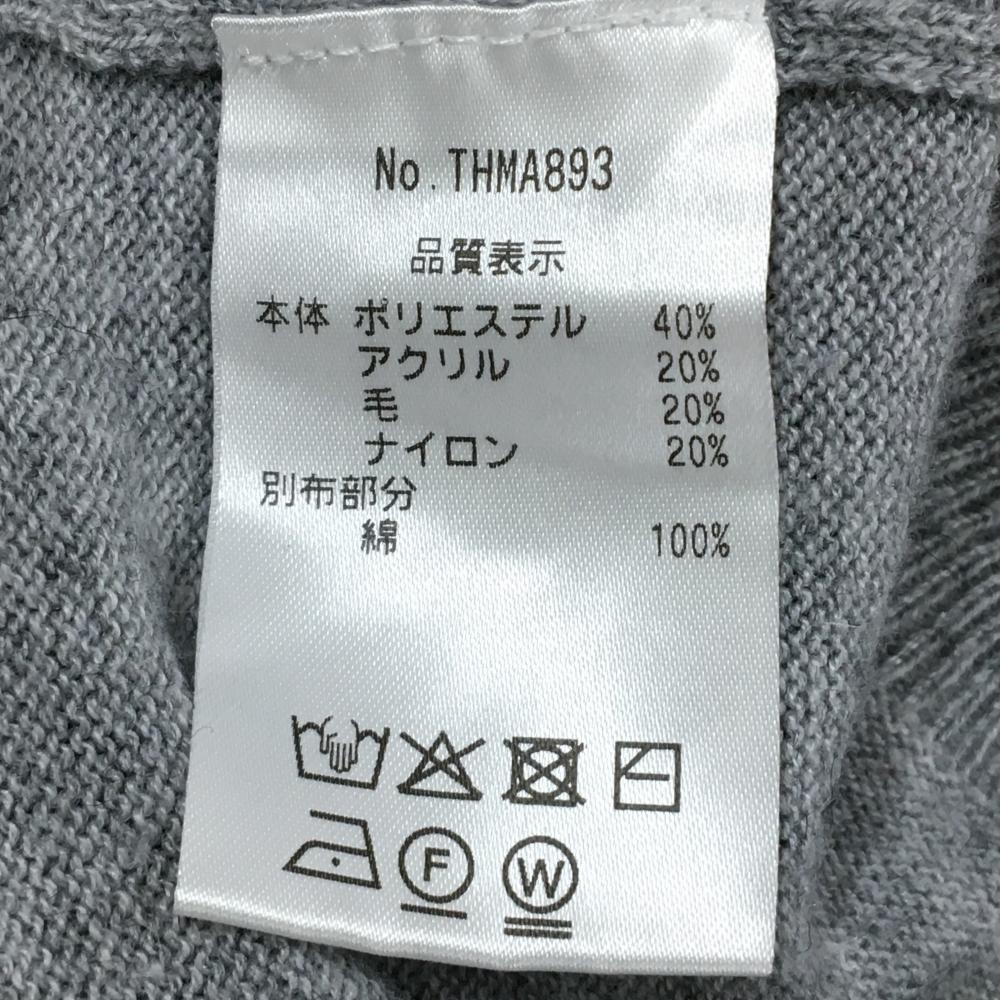 No.THMA893
品質表示
本体 ポリエステル 40%
アクリル 20%
毛 20%
ナイロン 20%
別布部分
綿 100%
F W